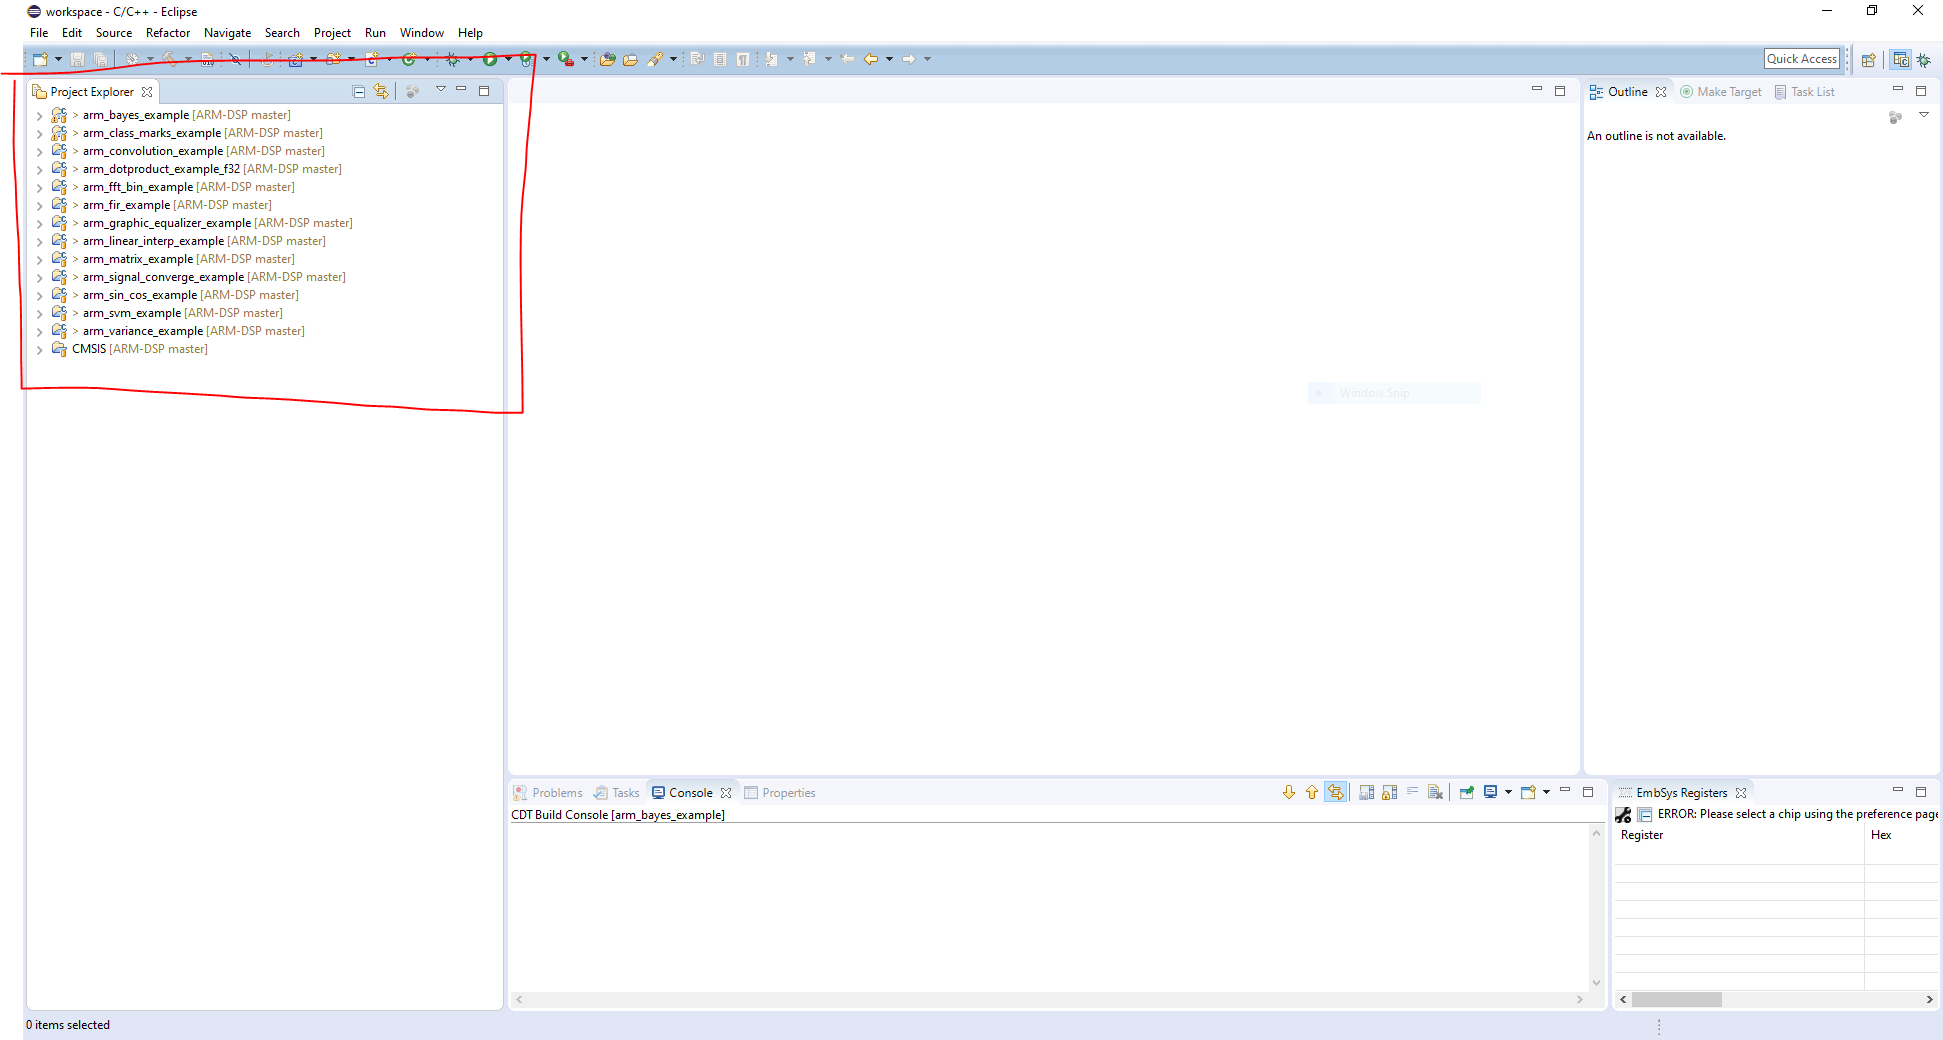 workspace - C/C++ - Eclipse
File Edit Source Refactor Navigate Search Project Run Window Help
Quick Access
Project Explorer
> arm_bayes_example [ARM-DSP master]
> arm_class_marks_example [ARM-DSP master]
> arm_convolution_example [ARM-DSP master]
> arm_dotproduct_example_f32 [ARM-DSP master]
> arm_fft_bin_example [ARM-DSP master]
> arm_fir_example [ARM-DSP master]
> arm_graphic_equalizer_example [ARM-DSP master]
> arm_linear_interp_example [ARM-DSP master]
> arm_matrix_example [ARM-DSP master]
> arm_signal_converge_example [ARM-DSP master]
> arm_sin_cos_example [ARM-DSP master]
> arm_svm_example [ARM-DSP master]
> arm_variance_example [ARM-DSP master]
CMSIS [ARM-DSP master]
Window Snip
Outline Make Target Task List
An outline is not available.
Problems Tasks Console Properties
CDT Build Console [arm_bayes_example]
EmbSys Registers
ERROR: Please select a chip using the preference page
Register Hex
0 items selected